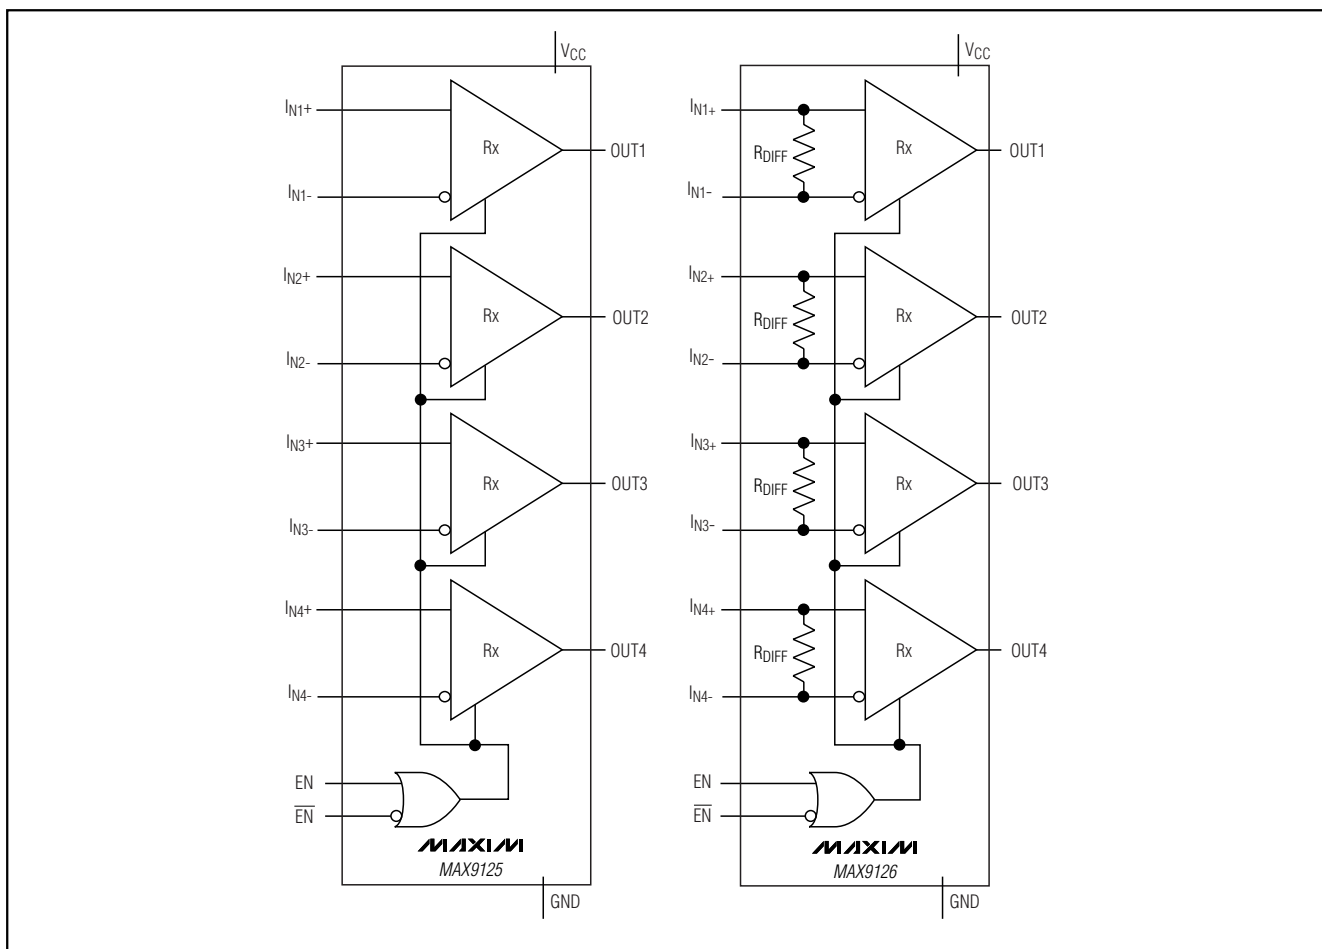 VCC
IN1+
Rx
OUT1
IN1-
IN2+
Rx
OUT2
IN2-
IN3+
Rx
OUT3
IN3-
IN4+
Rx
OUT4
IN4-
EN
E̅N̅
MAXIM
MAX9125
GND
VCC
IN1+
RDIFF
Rx
OUT1
IN1-
IN2+
RDIFF
Rx
OUT2
IN2-
IN3+
RDIFF
Rx
OUT3
IN3-
IN4+
RDIFF
Rx
OUT4
IN4-
EN
E̅N̅
MAXIM
MAX9126
GND